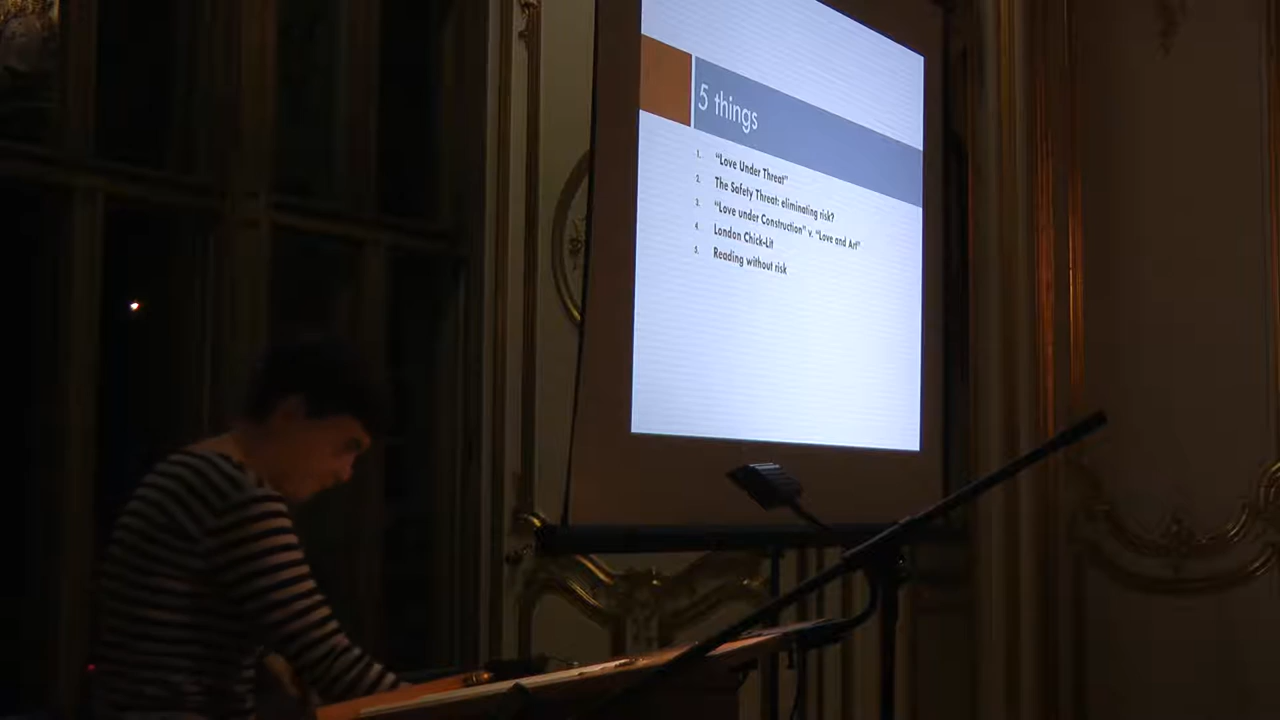 5 things
1. “Love Under Threat”
2. The Safety Threat: eliminating risk?
3. “Love under Construction” v. “Love and Art”
4. London Chick-Lit
5. Reading without risk